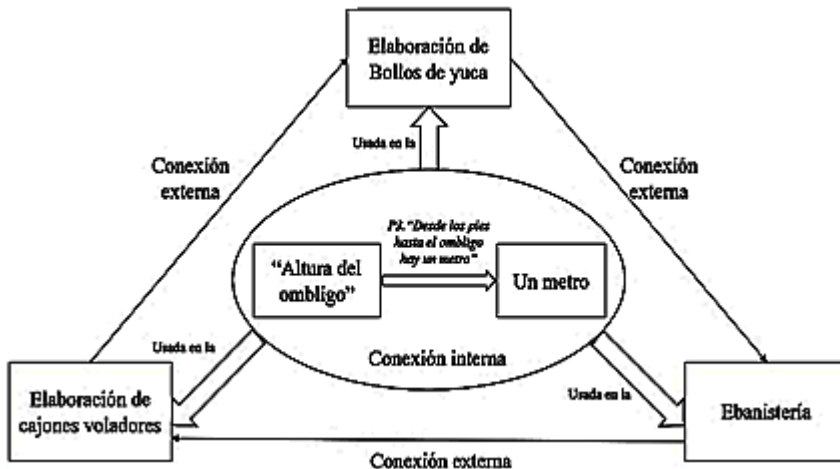 Elaboración de
Bollos de yuca
Usada en la
Conexión
externa
Conexión
externa
P3. "Desde los pies
hasta el ombligo
hay un metro"
"Altura del
ombligo"
Un metro
Conexión interna
Usada en la
Usada en la
Elaboración de
cajones voladores
Ebanistería
Conexión externa